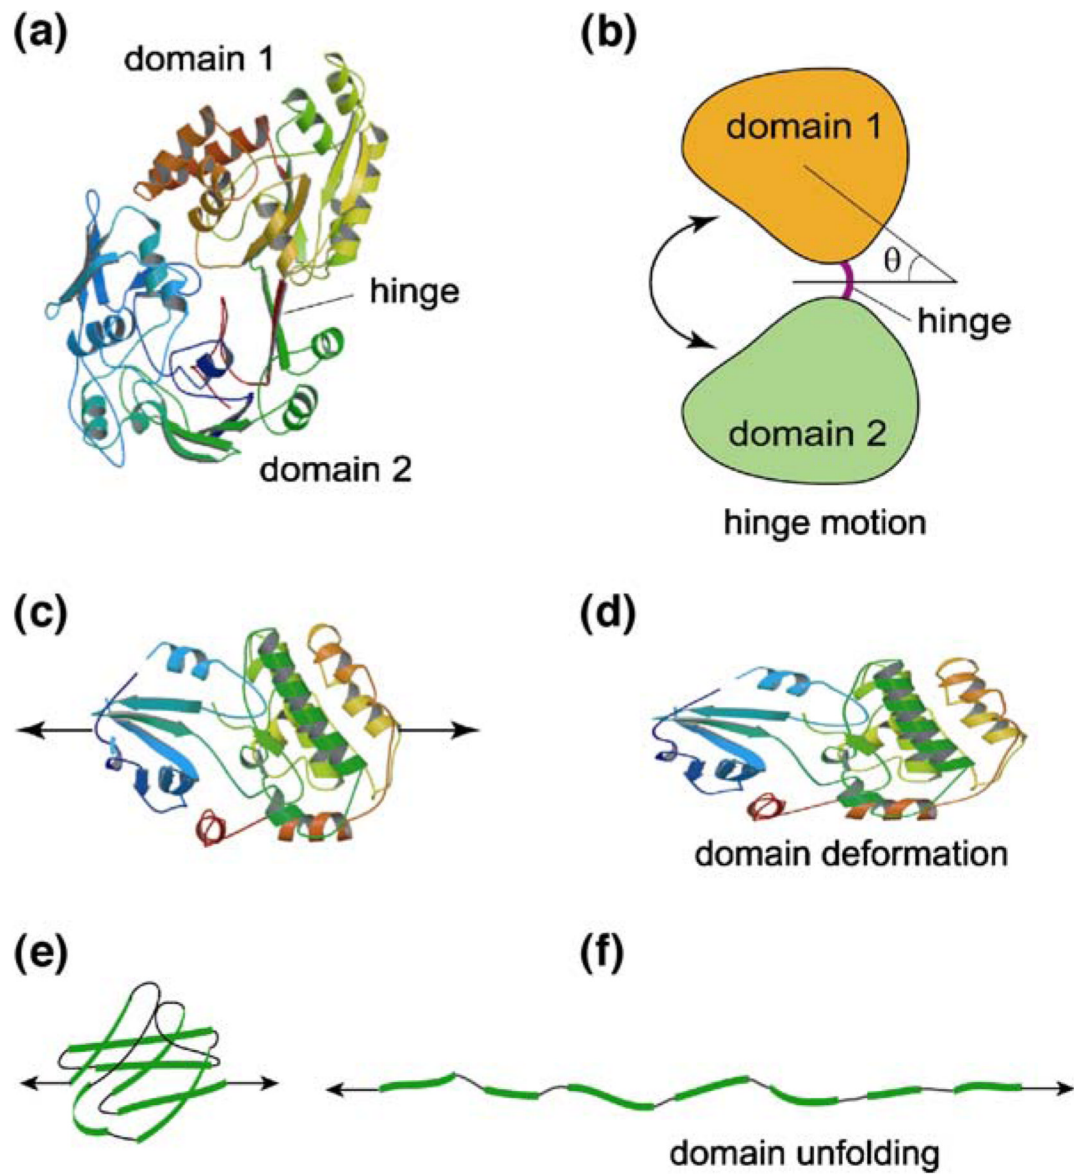 (a)
domain 1
hinge
domain 2
(b)
domain 1
θ
hinge
domain 2
hinge motion
(c)
(d)
domain deformation
(e)
(f)
domain unfolding